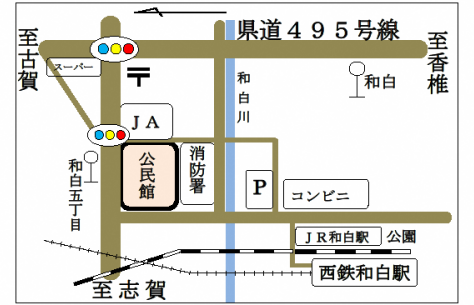 県道４９５号線
至古賀
至香椎
スーパー
〒
和白
和白川
ＪＡ
公民館
消防署
和白五丁目
Ｐ
コンビニ
ＪＲ和白駅
公園
西鉄和白駅
至志賀